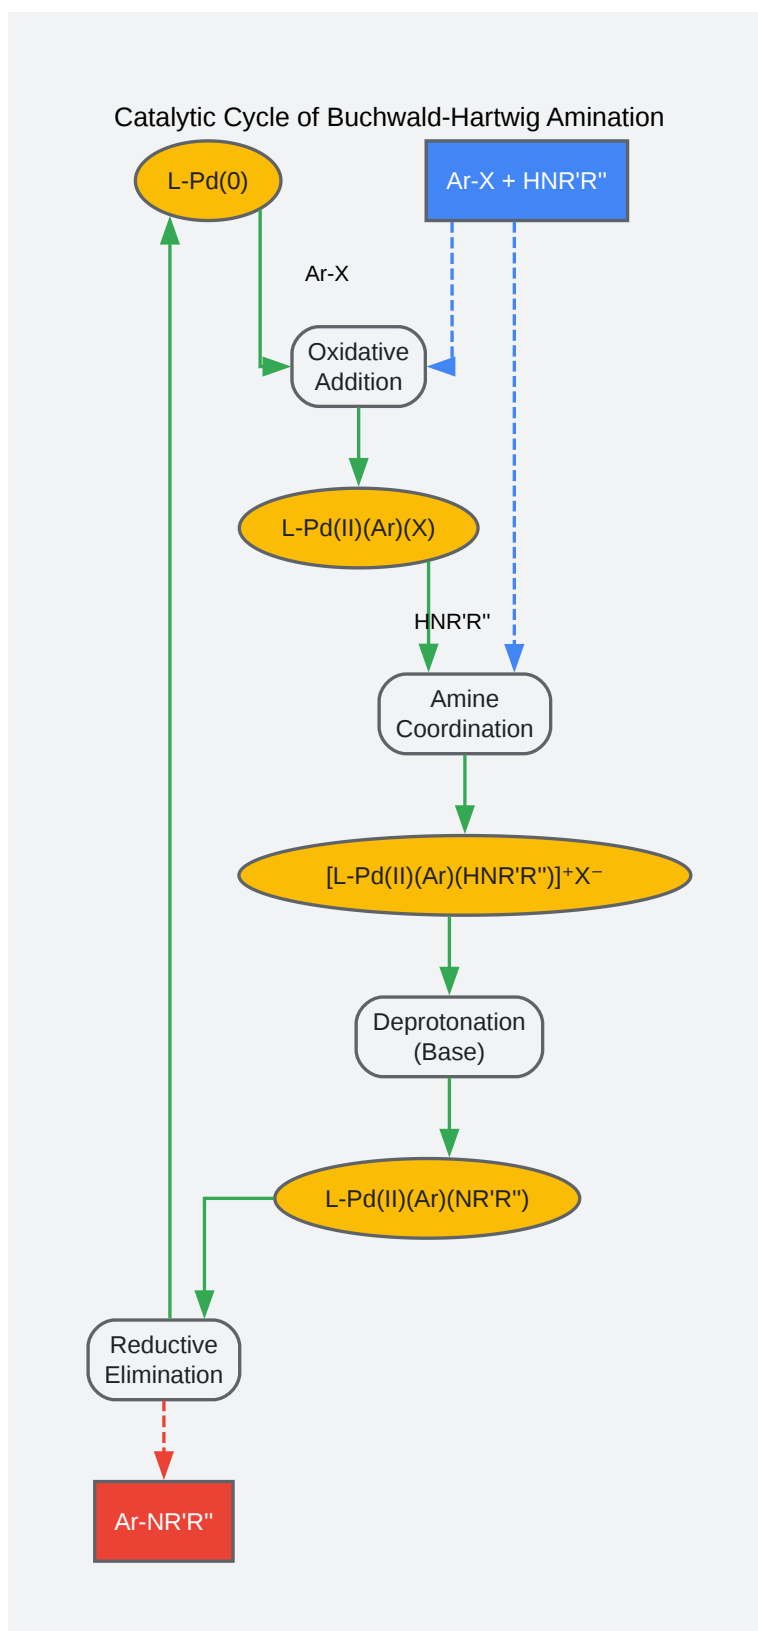 Catalytic Cycle of Buchwald-Hartwig Amination
L-Pd(0)
Ar-X + HNR'R''
Ar-X
Oxidative
Addition
L-Pd(II)(Ar)(X)
HNR'R''
Amine
Coordination
[L-Pd(II)(Ar)(HNR'R'')]⁺X⁻
Deprotonation
(Base)
L-Pd(II)(Ar)(NR'R'')
Reductive
Elimination
Ar-NR'R''